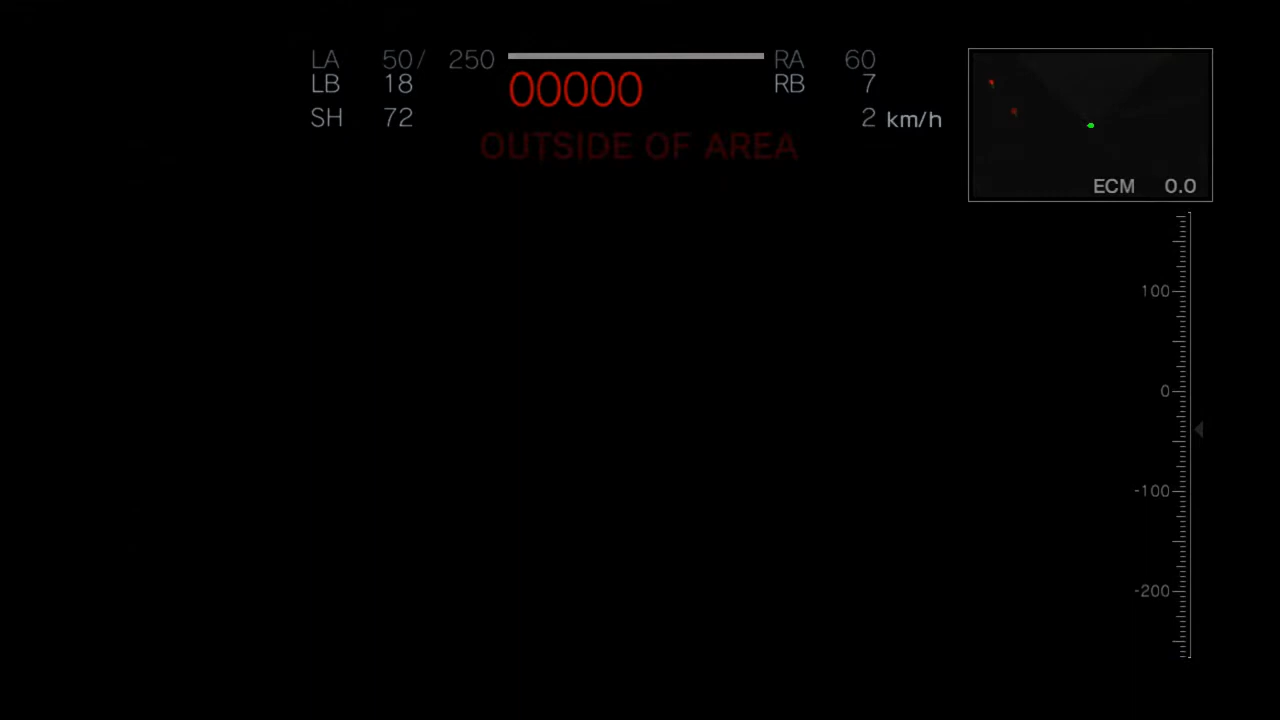 LA 50/ 250 RA 60
LB 18 00000 RB 7
SH 72 2 km/h
OUTSIDE OF AREA
ECM 0.0
100
0
-100
-200